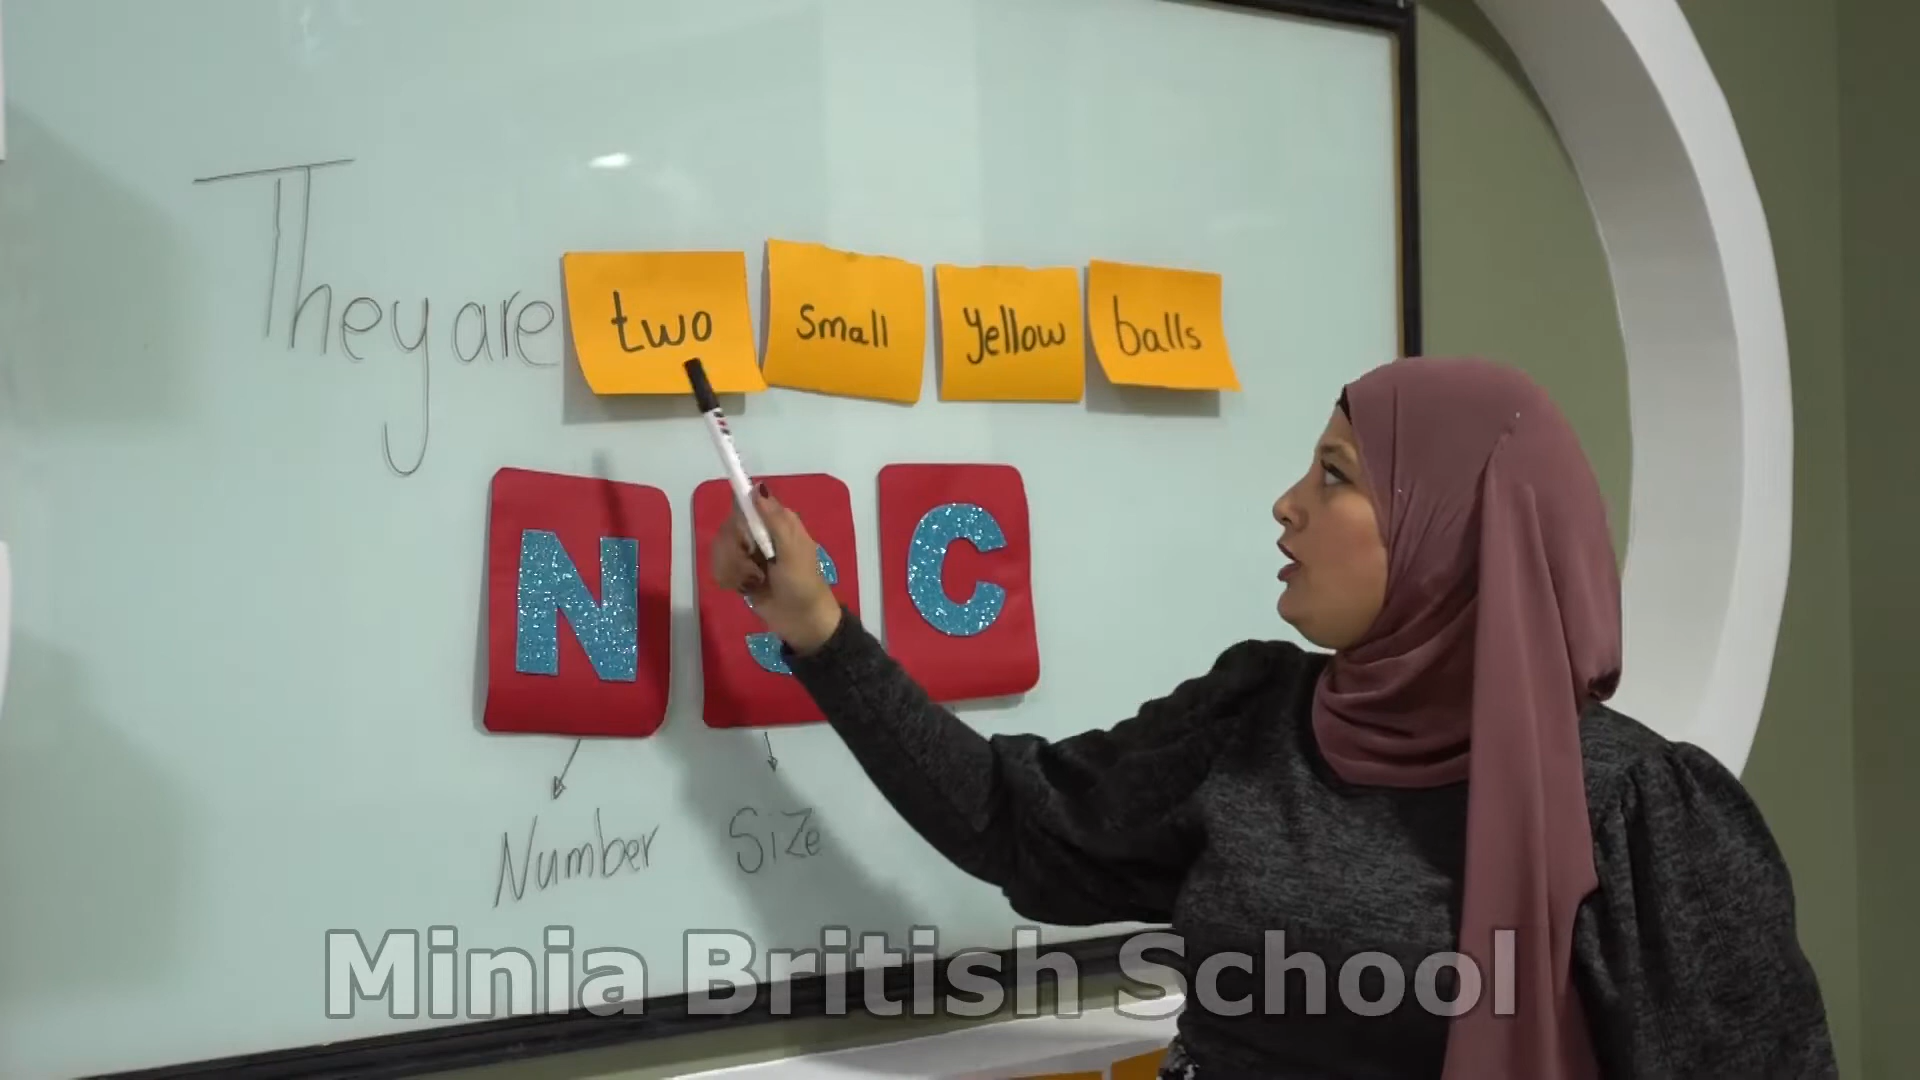 They are two small yellow balls
N S C
Number Size
Minia British School